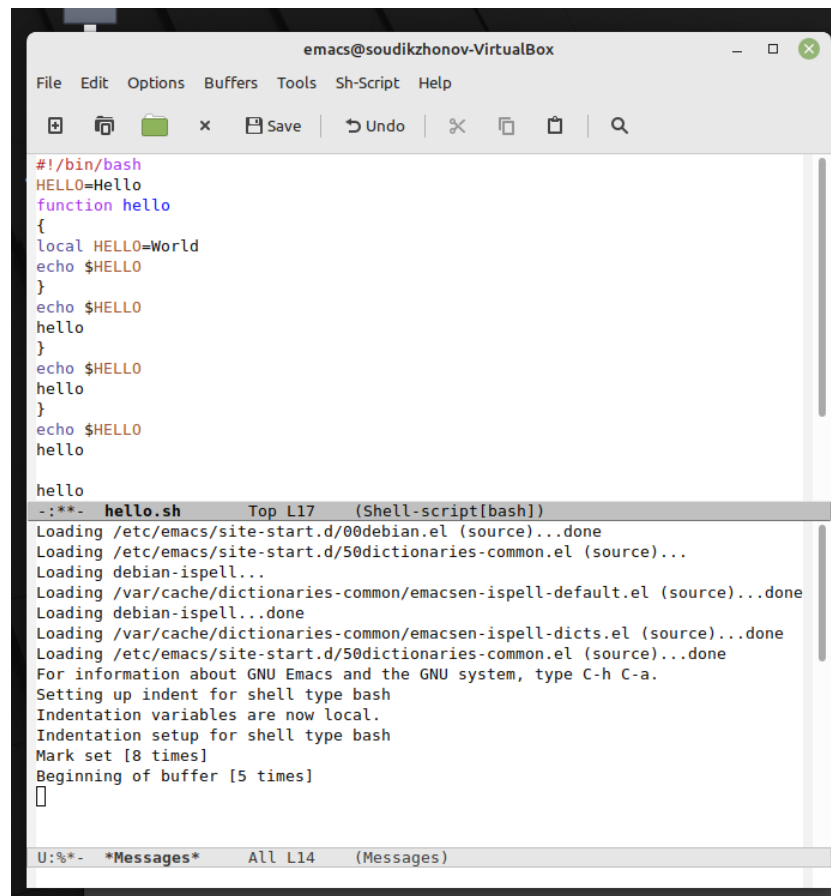 emacs@soudikzhonov-VirtualBox
File Edit Options Buffers Tools Sh-Script Help
Save Undo
#!/bin/bash
HELLO=Hello
function hello
{
local HELLO=World
echo $HELLO
}
echo $HELLO
hello
}
echo $HELLO
hello
}
echo $HELLO
hello

hello
-:**- hello.sh Top L17 (Shell-script[bash])
Loading /etc/emacs/site-start.d/00debian.el (source)...done
Loading /etc/emacs/site-start.d/50dictionaries-common.el (source)...
Loading debian-ispell...
Loading /var/cache/dictionaries-common/emacsen-ispell-default.el (source)...done
Loading debian-ispell...done
Loading /var/cache/dictionaries-common/emacsen-ispell-dicts.el (source)...done
Loading /etc/emacs/site-start.d/50dictionaries-common.el (source)...done
For information about GNU Emacs and the GNU system, type C-h C-a.
Setting up indent for shell type bash
Indentation variables are now local.
Indentation setup for shell type bash
Mark set [8 times]
Beginning of buffer [5 times]
U:%*- *Messages* All L14 (Messages)